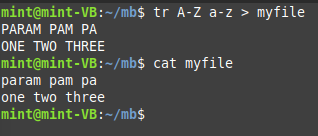 mint@mint-VB:~/mb$ tr A-Z a-z > myfile
PARAM PAM PA
ONE TWO THREE
mint@mint-VB:~/mb$ cat myfile
param pam pa
one two three
mint@mint-VB:~/mb$